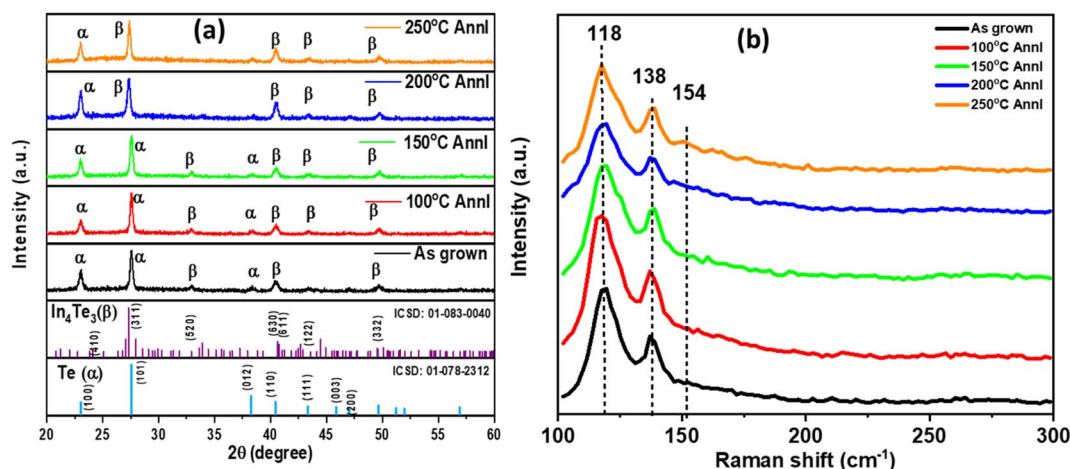 (a)
α β β β β 250°C Annl
α β β β β 200°C Annl
α α β α β β β 150°C Annl
α α β α β β β 100°C Annl
α α β α β β β As grown
In₄Te₃(β) ICSD: 01-083-0040
(410) (311) (520) (630) (611) (122) (332)
Te (α) ICSD: 01-078-2312
(100) (101) (012) (110) (111) (003) (200)
20 25 30 35 40 45 50 55 60
2θ (degree)
Intensity (a.u.)
(b)
118
138
154
As grown
100°C Annl
150°C Annl
200°C Annl
250°C Annl
100 150 200 250 300
Raman shift (cm⁻¹)
Intensity (a.u.)